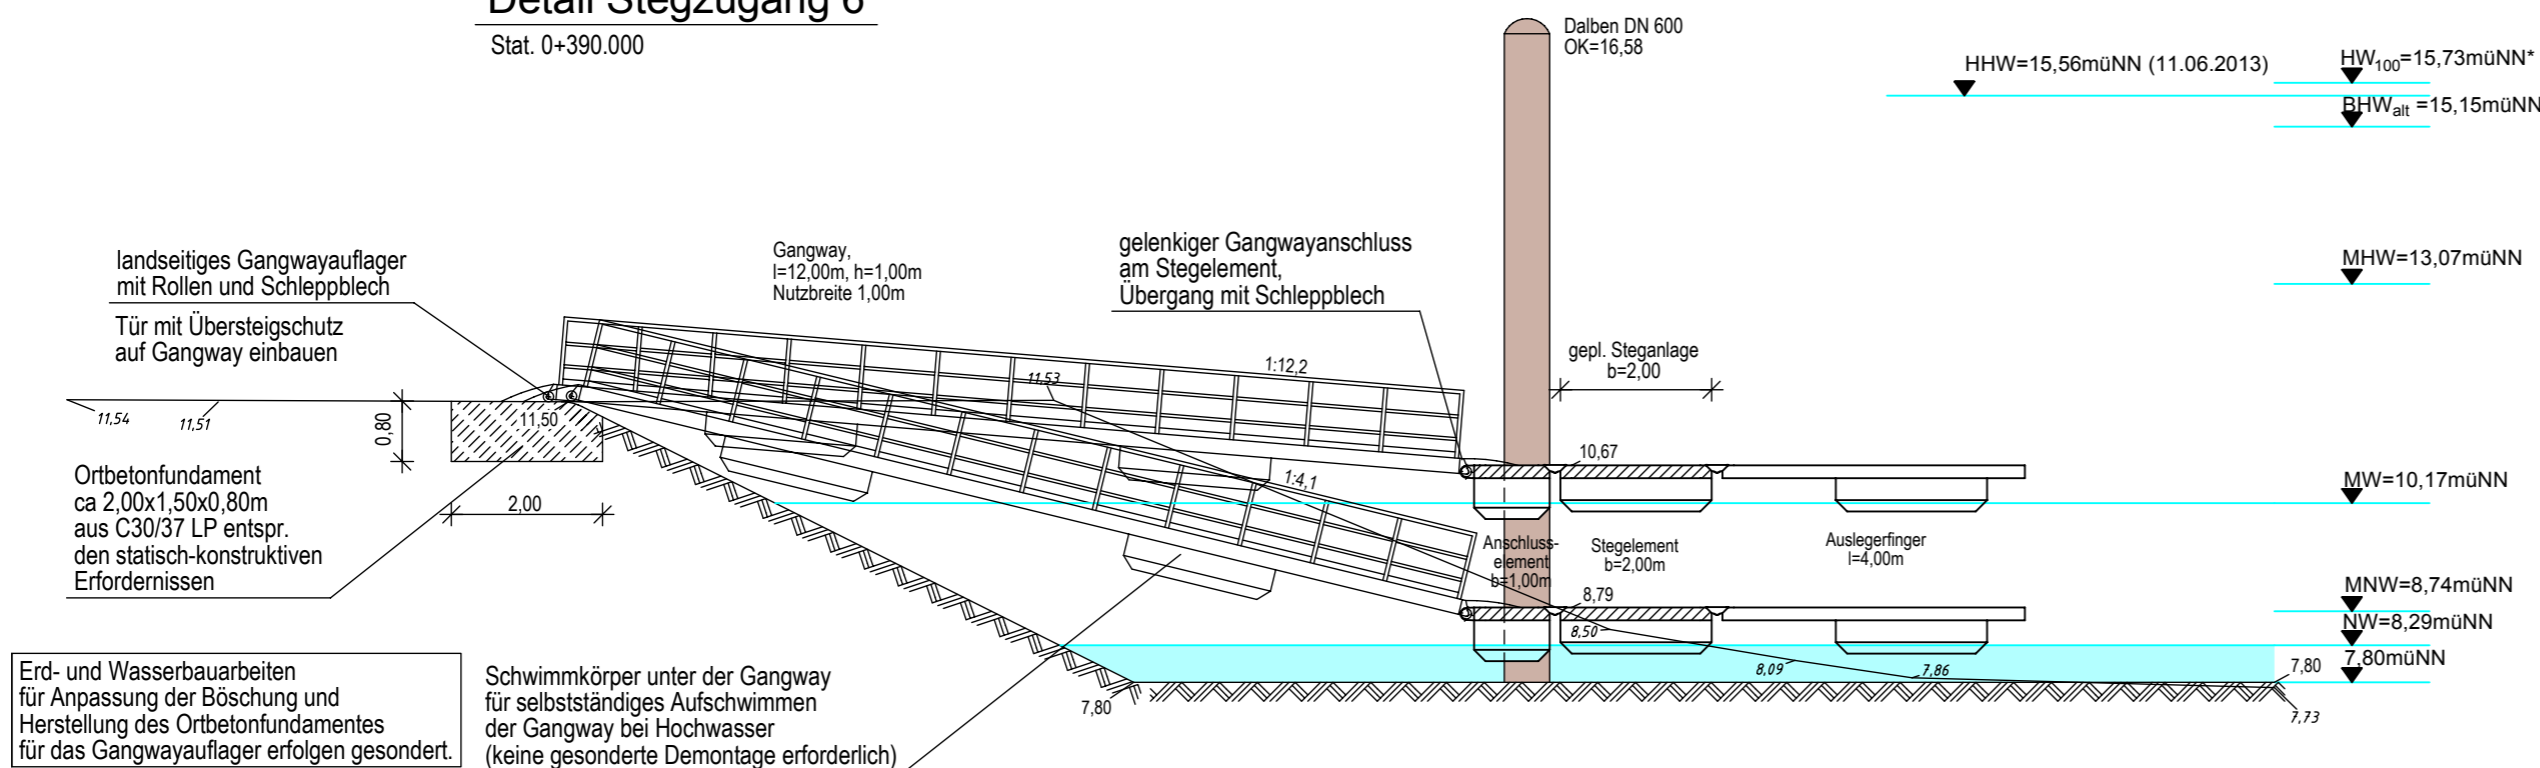 Detail Stegzugang 6
Stat. 0+390.000
Dalben DN 600
OK=16,58
HHW=15,56müNN (11.06.2013)
HW100=15,73müNN*
BHWalt =15,15müNN
MHW=13,07müNN
MW=10,17müNN
MNW=8,74müNN
NW=8,29müNN
7,80müNN
landseitiges Gangwayauflager
mit Rollen und Schleppblech
Tür mit Übersteigschutz
auf Gangway einbauen
Gangway,
l=12,00m, h=1,00m
Nutzbreite 1,00m
gelenkiger Gangwayanschluss
am Stegelement,
Übergang mit Schleppblech
gepl. Steganlage
b=2,00
1:12,2
11,53
11,54
11,51
0,80
11,50
2,00
1:4,1
10,67
Ortbetonfundament
ca 2,00x1,50x0,80m
aus C30/37 LP entspr.
den statisch-konstruktiven
Erfordernissen
Anschluss-
element
b=1,00m
Stegelement
b=2,00m
Auslegerfinger
l=4,00m
8,79
8,50
8,09
7,86
7,80
7,73
7,80
Erd- und Wasserbauarbeiten
für Anpassung der Böschung und
Herstellung des Ortbetonfundamentes
für das Gangwayauflager erfolgen gesondert.
Schwimmkörper unter der Gangway
für selbstständiges Aufschwimmen
der Gangway bei Hochwasser
(keine gesonderte Demontage erforderlich)